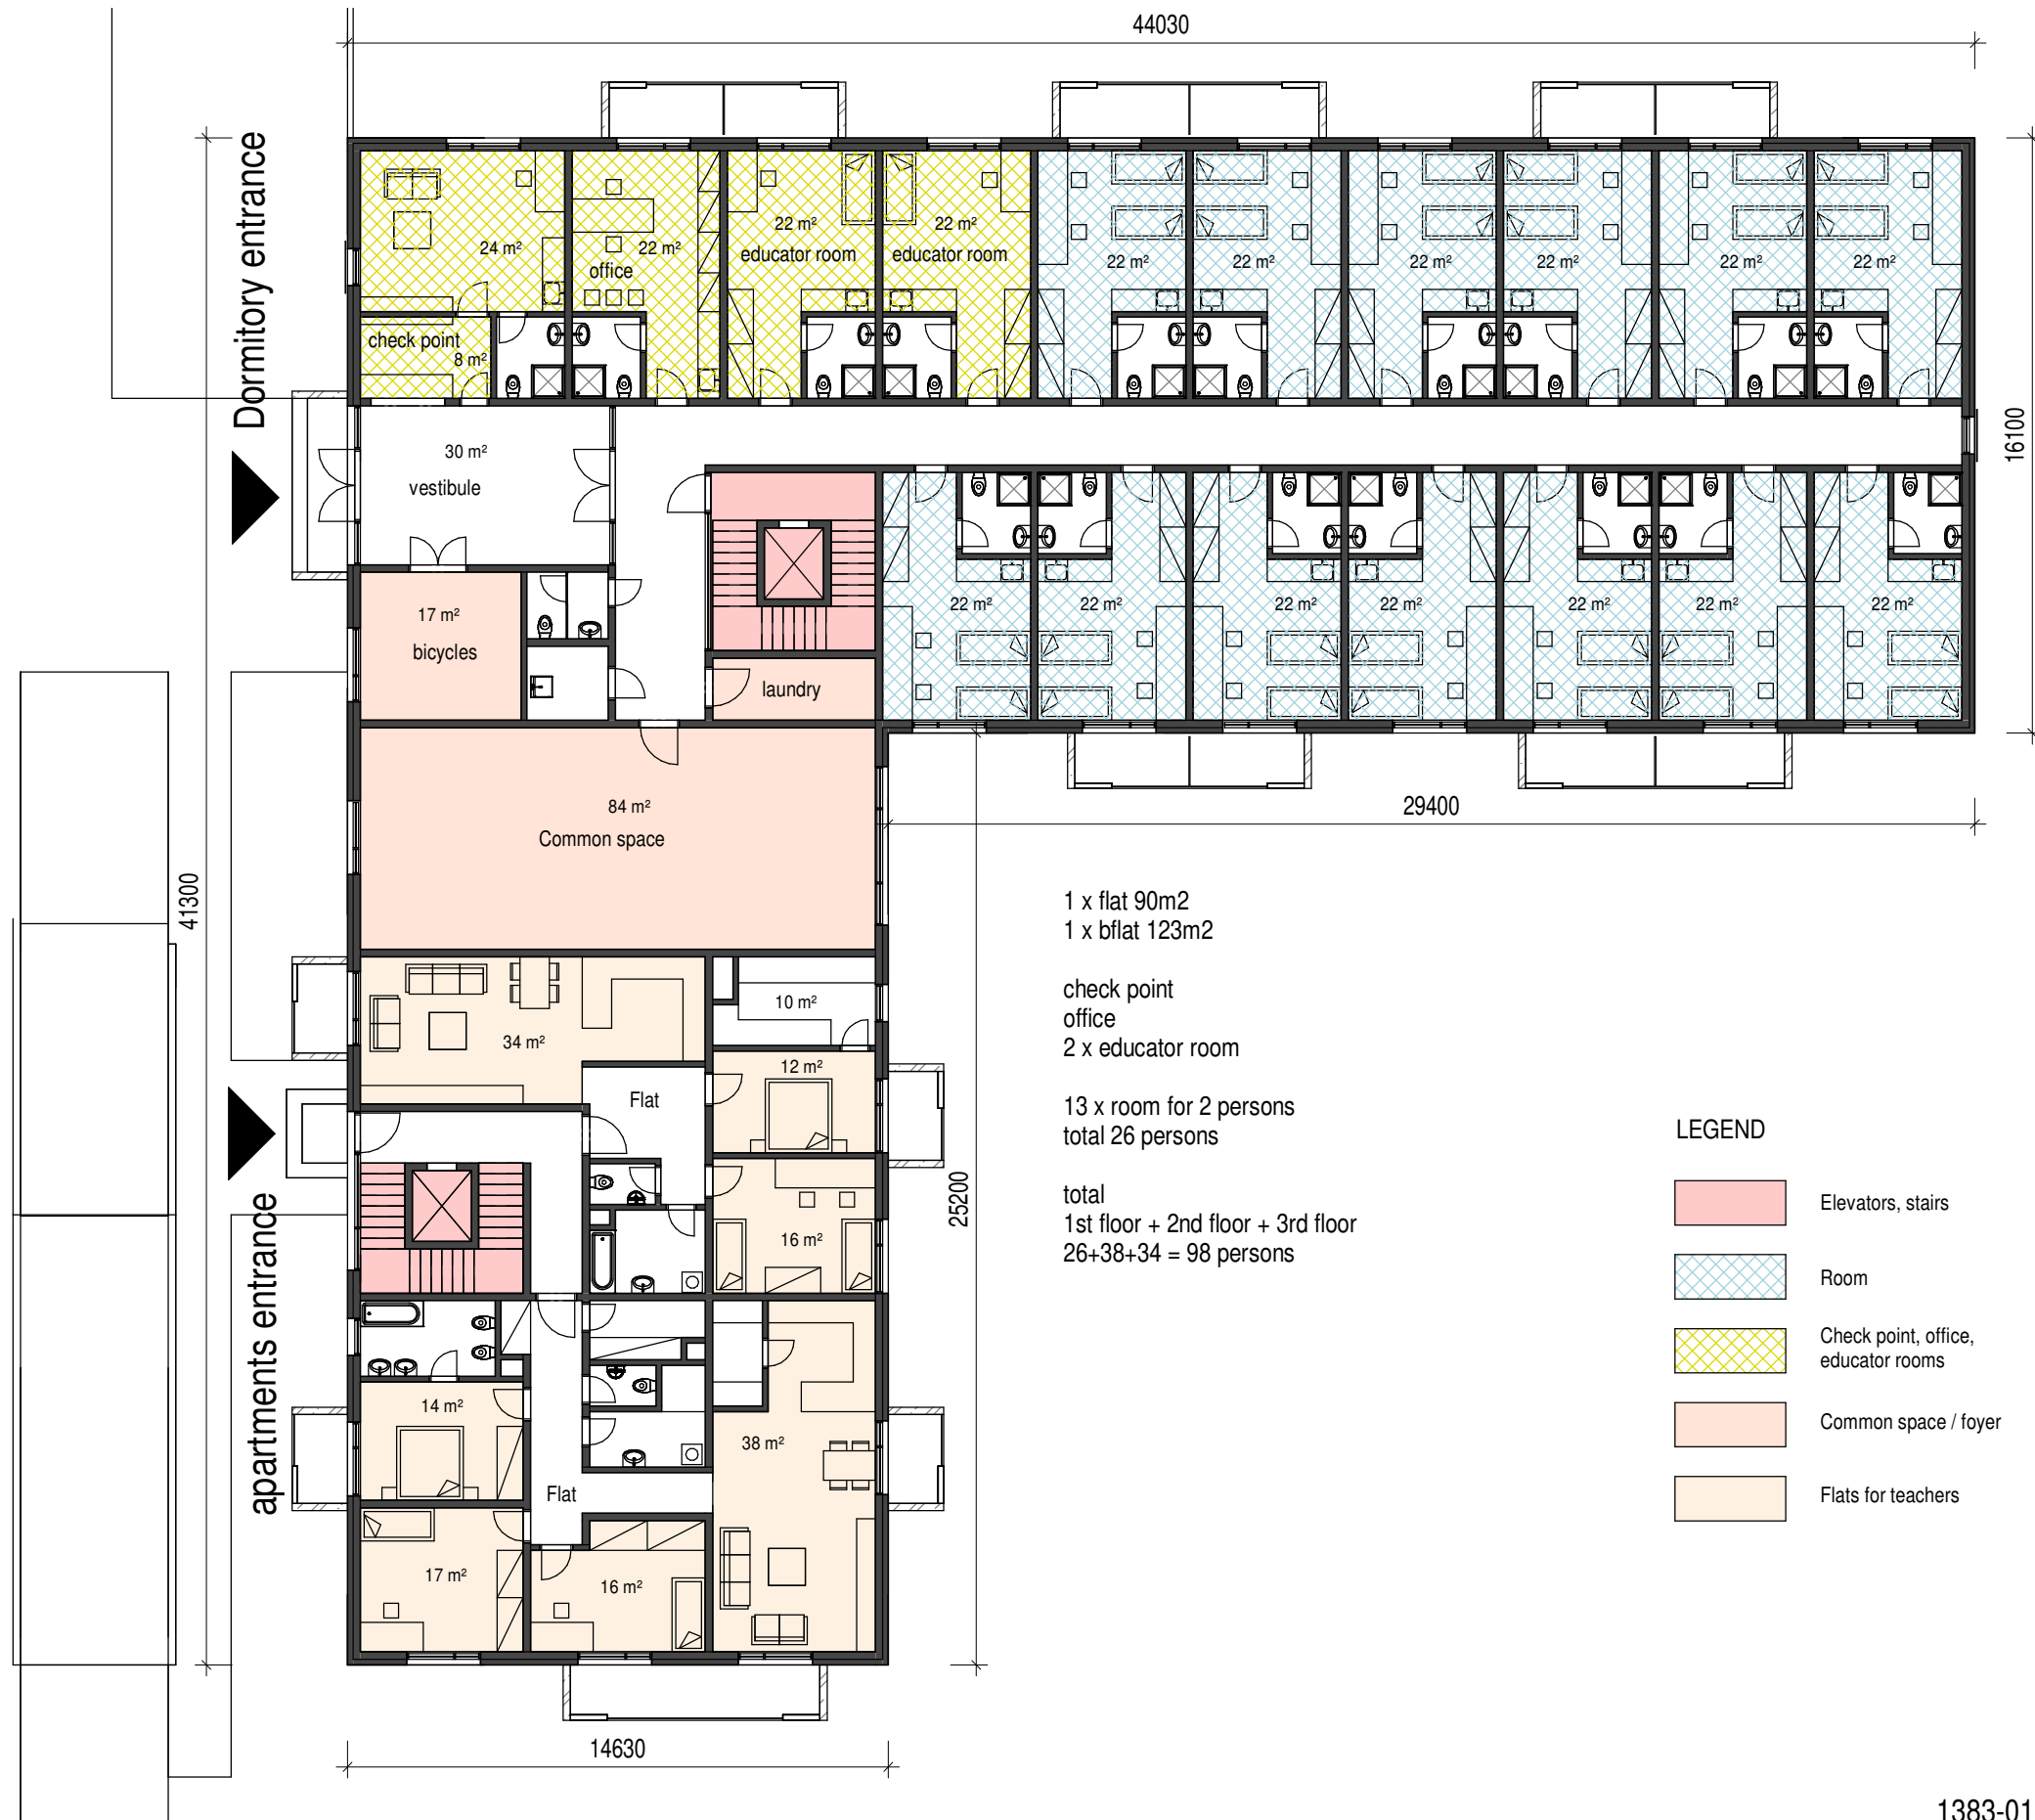 44030
Dormitory entrance
24 m²
22 m²
office
22 m²
educator room
22 m²
educator room
22 m²
22 m²
22 m²
22 m²
22 m²
22 m²
check point
8 m²
30 m²
vestibule
16100
17 m²
bicycles
laundry
22 m²
22 m²
22 m²
22 m²
22 m²
22 m²
22 m²
84 m²
Common space
29400
41300
1 x flat 90m2
1 x bflat 123m2
check point
office
2 x educator room
13 x room for 2 persons
total 26 persons
total
1st floor + 2nd floor + 3rd floor
26+38+34 = 98 persons
34 m²
10 m²
12 m²
Flat
16 m²
25200
apartments entrance
14 m²
38 m²
Flat
17 m²
16 m²
14630
LEGEND
Elevators, stairs
Room
Check point, office,
educator rooms
Common space / foyer
Flats for teachers
1383-01